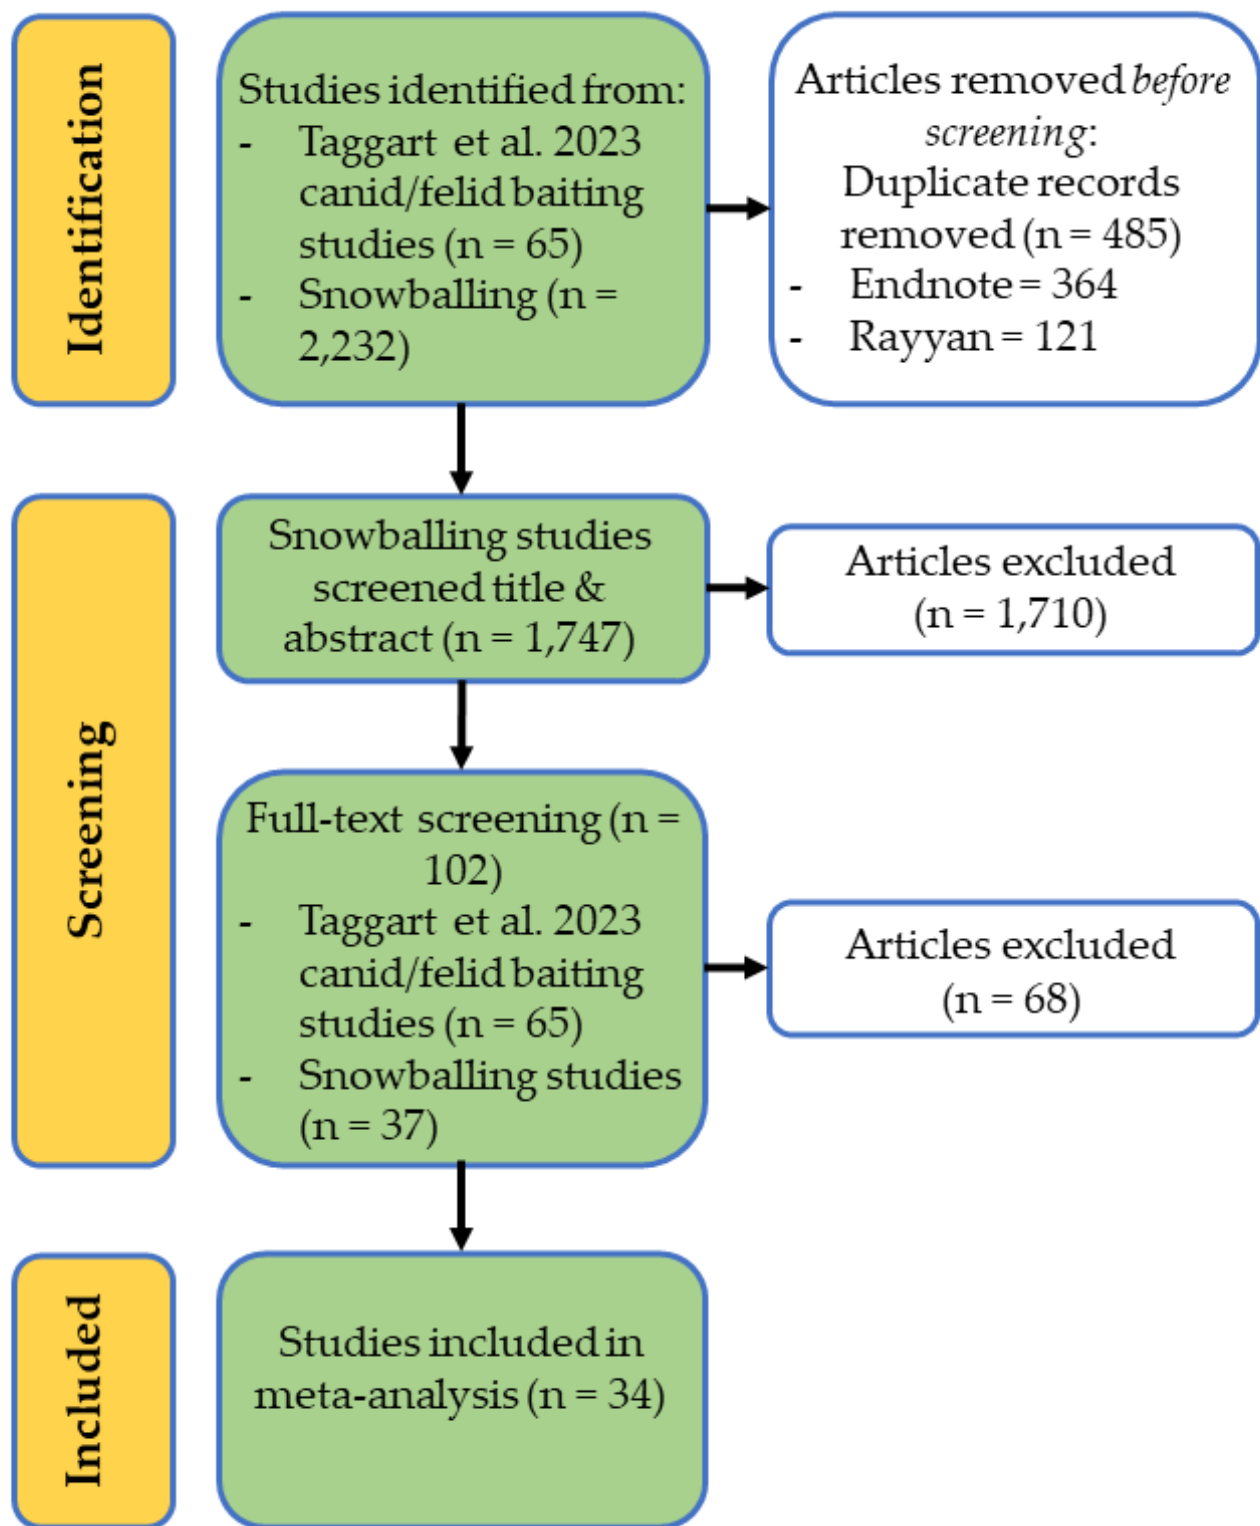 Identification
Studies identified from:
- Taggart et al. 2023
canid/felid baiting
studies (n = 65)
- Snowballing (n =
2,232)
Articles removed before
screening:
Duplicate records
removed (n = 485)
- Endnote = 364
- Rayyan = 121
Screening
Snowballing studies
screened title &
abstract (n = 1,747)
Articles excluded
(n = 1,710)
Full-text screening (n =
102)
- Taggart et al. 2023
canid/felid baiting
studies (n = 65)
- Snowballing studies
(n = 37)
Articles excluded
(n = 68)
Included
Studies included in
meta-analysis (n = 34)